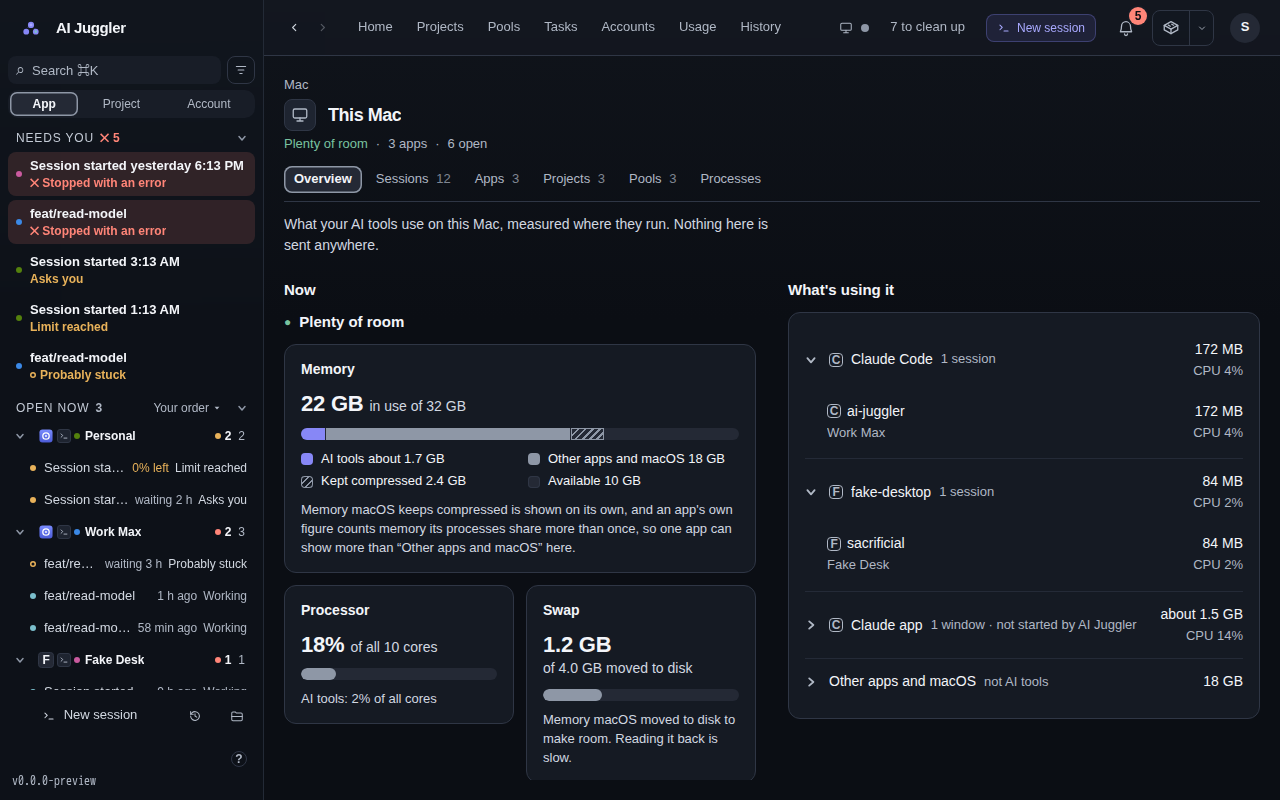 AI Juggler
Search ⌘K
App Project Account
NEEDS YOU 5
Session started yesterday 6:13 PM
Stopped with an error
feat/read-model
Stopped with an error
Session started 3:13 AM
Asks you
Session started 1:13 AM
Limit reached
feat/read-model
Probably stuck
OPEN NOW 3 Your order
Personal 2 2
Session sta… 0% left Limit reached
Session star… waiting 2 h Asks you
Work Max 2 3
feat/re… waiting 3 h Probably stuck
feat/read-model 1 h ago Working
feat/read-mo… 58 min ago Working
F Fake Desk 1 1
New session
?
v0.0.0-preview
Home Projects Pools Tasks Accounts Usage History
7 to clean up
New session
5
S
Mac
This Mac
Plenty of room · 3 apps · 6 open
Overview Sessions 12 Apps 3 Projects 3 Pools 3 Processes
What your AI tools use on this Mac, measured where they run. Nothing here is
sent anywhere.
Now
Plenty of room
Memory
22 GB in use of 32 GB
AI tools about 1.7 GB
Other apps and macOS 18 GB
Kept compressed 2.4 GB
Available 10 GB
Memory macOS keeps compressed is shown on its own, and an app's own
figure counts memory its processes share more than once, so one app can
show more than “Other apps and macOS” here.
Processor
18% of all 10 cores
AI tools: 2% of all cores
Swap
1.2 GB
of 4.0 GB moved to disk
Memory macOS moved to disk to
make room. Reading it back is
slow.
What's using it
C Claude Code 1 session 172 MB
CPU 4%
C ai-juggler 172 MB
Work Max CPU 4%
F fake-desktop 1 session 84 MB
CPU 2%
F sacrificial 84 MB
Fake Desk CPU 2%
C Claude app 1 window · not started by AI Juggler about 1.5 GB
CPU 14%
Other apps and macOS not AI tools 18 GB